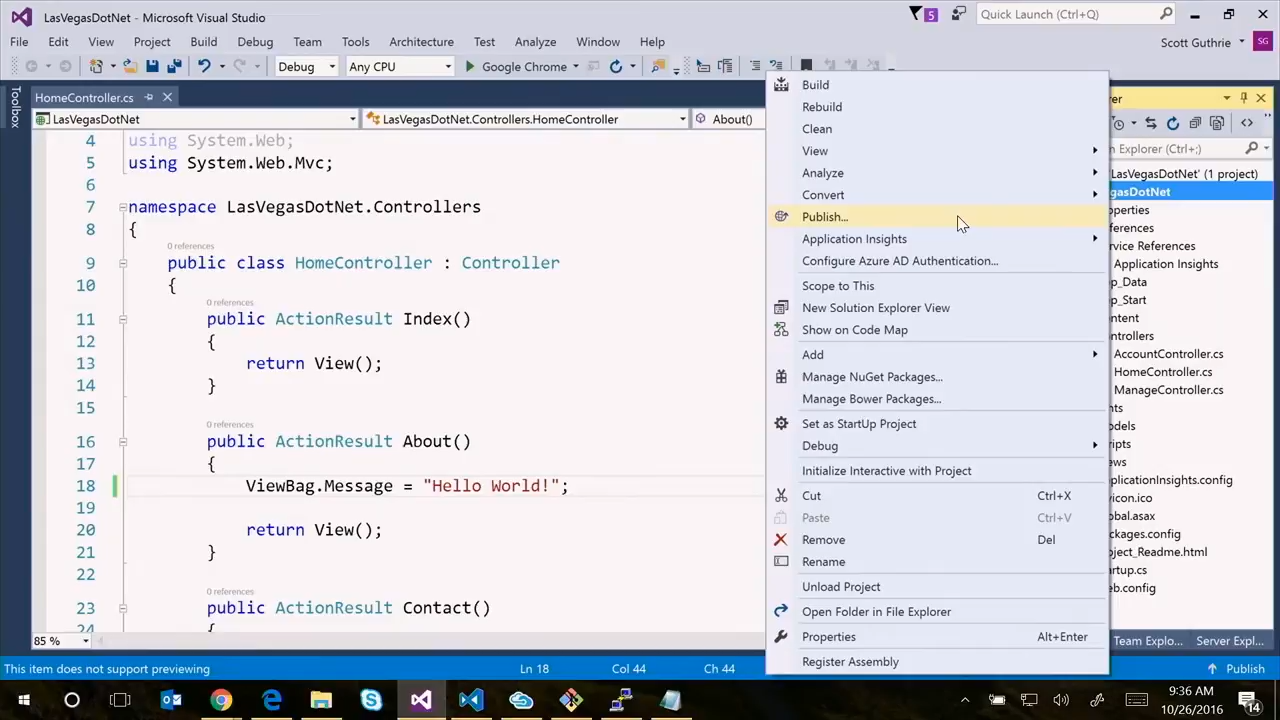 LasVegasDotNet - Microsoft Visual Studio
5
Quick Launch (Ctrl+Q)
File Edit View Project Build Debug Team Tools Architecture Test Analyze Window Help
Scott Guthrie
SG
Debug
Any CPU
Google Chrome
Toolbox
HomeController.cs
LasVegasDotNet
LasVegasDotNet.Controllers.HomeController
About()
4 using System.Web;
5 using System.Web.Mvc;
6
7 namespace LasVegasDotNet.Controllers
8 {
0 references
9 public class HomeController : Controller
10 {
0 references
11 public ActionResult Index()
12 {
13 return View();
14 }
15
0 references
16 public ActionResult About()
17 {
18 ViewBag.Message = "Hello World!";
19
20 return View();
21 }
22
0 references
23 public ActionResult Contact()
24 {
85 %
Build
Rebuild
Clean
View
Analyze
Convert
Publish...
Application Insights
Configure Azure AD Authentication...
Scope to This
New Solution Explorer View
Show on Code Map
Add
Manage NuGet Packages...
Manage Bower Packages...
Set as StartUp Project
Debug
Initialize Interactive with Project
Cut Ctrl+X
Paste Ctrl+V
Remove Del
Rename
Unload Project
Open Folder in File Explorer
Properties Alt+Enter
Register Assembly
rer
Explorer (Ctrl+;)
LasVegasDotNet' (1 project)
gasDotNet
operties
ferences
rvice References
Application Insights
p_Data
p_Start
ntent
ntrollers
AccountController.cs
HomeController.cs
ManageController.cs
nts
odels
ripts
ews
pplicationInsights.config
vicon.ico
obal.asax
ckages.config
oject_Readme.html
artup.cs
eb.config
Team Explo...
Server Expl...
This item does not support previewing
Ln 18
Col 44
Ch 44
Publish
9:36 AM
10/26/2016
14